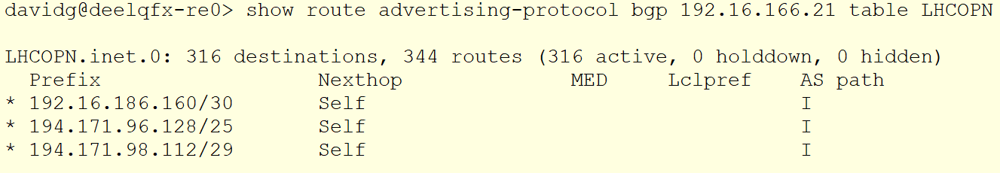 davidg@deelqfx-re0> show route advertising-protocol bgp 192.16.166.21 table LHCOPN
LHCOPN.inet.0: 316 destinations, 344 routes (316 active, 0 holddown, 0 hidden)
  Prefix                  Nexthop              MED     Lclpref    AS path
* 192.16.186.160/30       Self                                    I
* 194.171.96.128/25       Self                                    I
* 194.171.98.112/29       Self                                    I